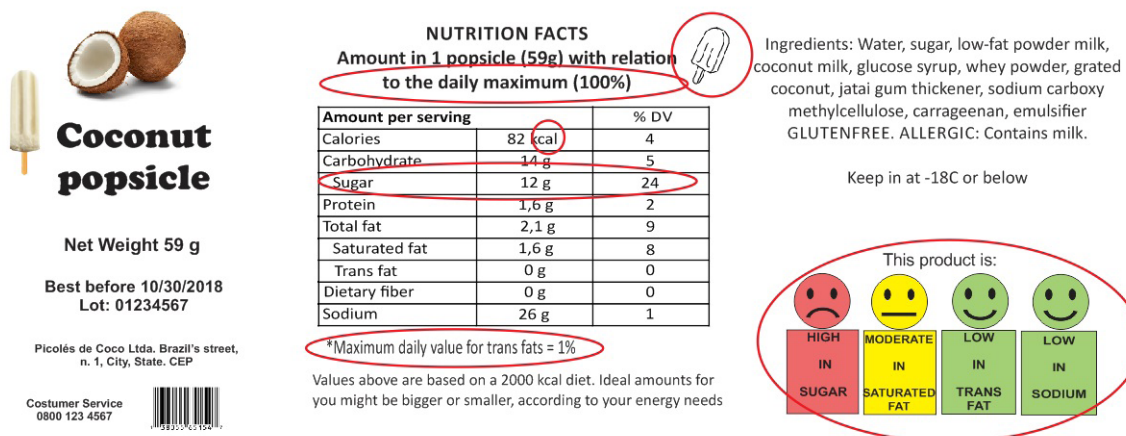 Coconut
popsicle
Net Weight 59 g
Best before 10/30/2018
Lot: 01234567
Picolés de Coco Ltda. Brazil's street,
n. 1, City, State. CEP
Costumer Service
0800 123 4567
NUTRITION FACTS
Amount in 1 popsicle (59g) with relation
to the daily maximum (100%)
Amount per serving % DV
Calories 82 kcal 4
Carbohydrate 14 g 5
Sugar 12 g 24
Protein 1,6 g 2
Total fat 2,1 g 9
Saturated fat 1,6 g 8
Trans fat 0 g 0
Dietary fiber 0 g 0
Sodium 26 g 1
*Maximum daily value for trans fats = 1%
Values above are based on a 2000 kcal diet. Ideal amounts for
you might be bigger or smaller, according to your energy needs
Ingredients: Water, sugar, low-fat powder milk,
coconut milk, glucose syrup, whey powder, grated
coconut, jatai gum thickener, sodium carboxy
methylcellulose, carrageenan, emulsifier
GLUTENFREE. ALLERGIC: Contains milk.
Keep in at -18C or below
This product is:
HIGH
IN
SUGAR
MODERATE
IN
SATURATED
FAT
LOW
IN
TRANS
FAT
LOW
IN
SODIUM